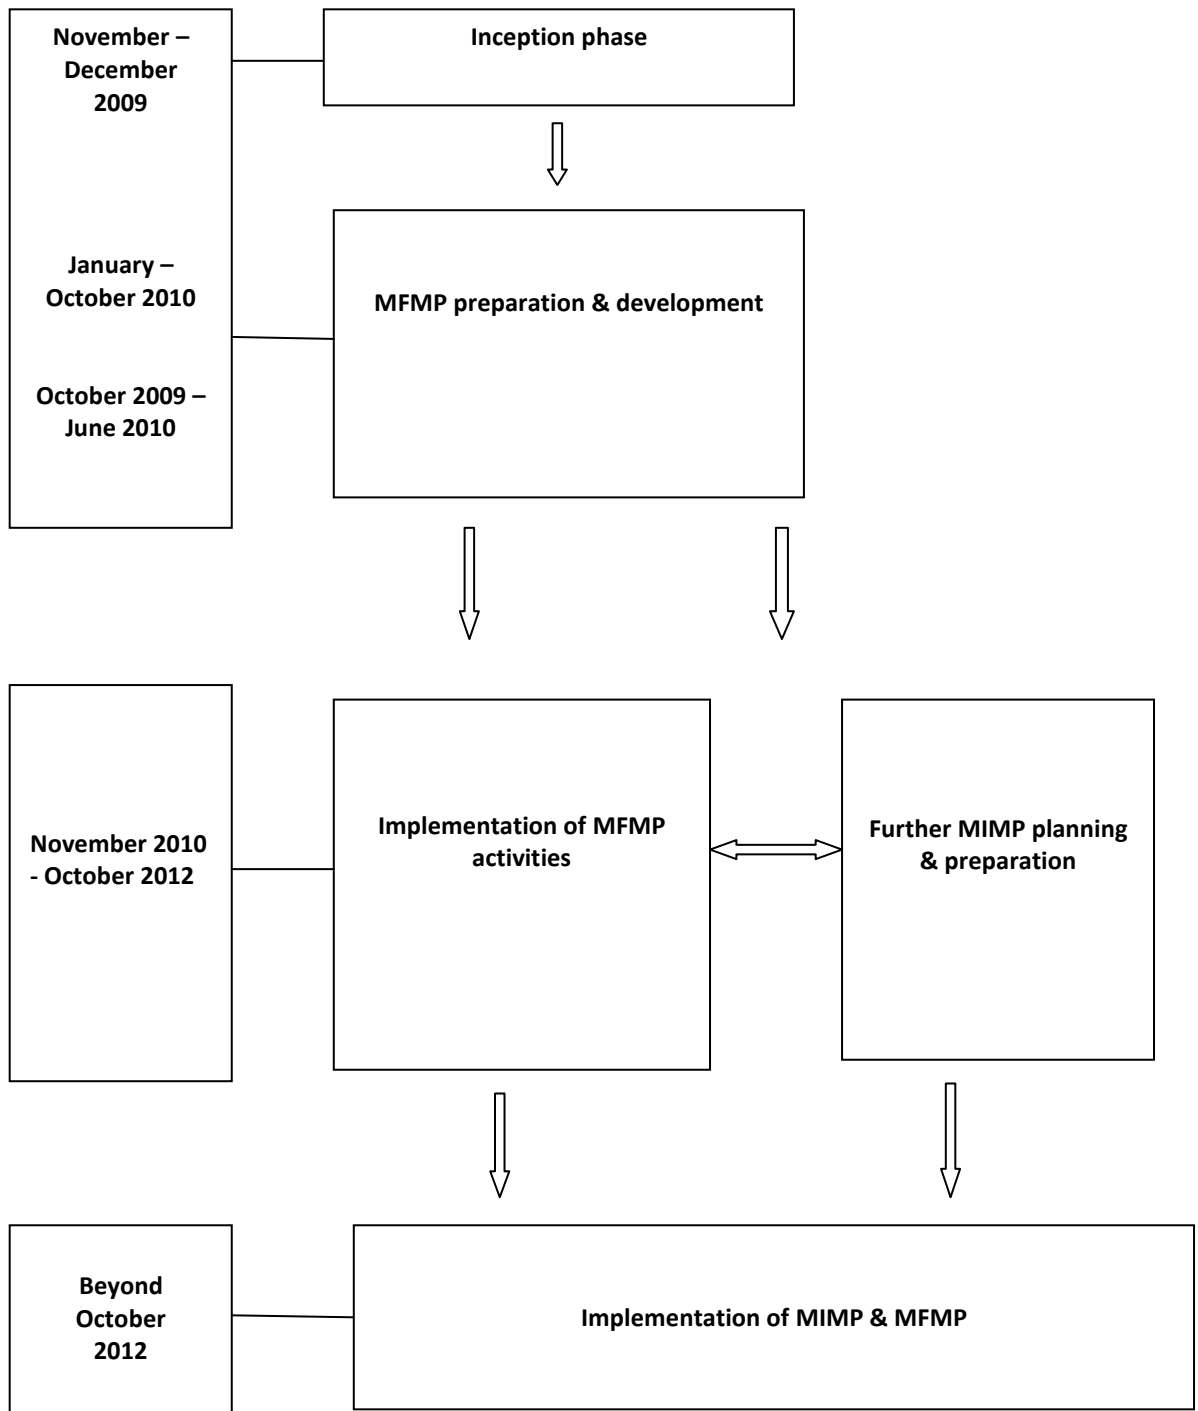 November –
December
2009
Inception phase
January –
October 2010
MFMP preparation & development
October 2009 –
June 2010
November 2010
- October 2012
Implementation of MFMP
activities
Further MIMP planning
& preparation
Beyond
October
2012
Implementation of MIMP & MFMP